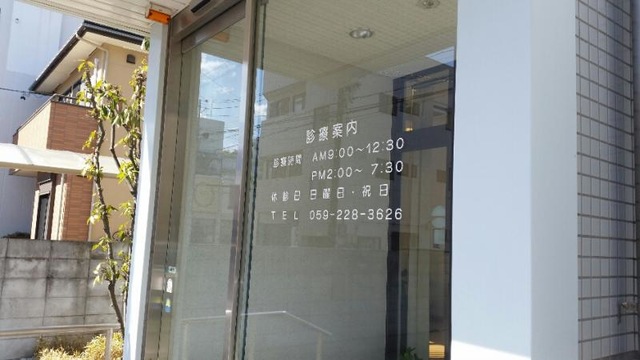 診療案内
診療時間 AM9:00～12:30
PM2:00～ 7:30
休診日 日曜日・祝日
TEL 059-228-3626